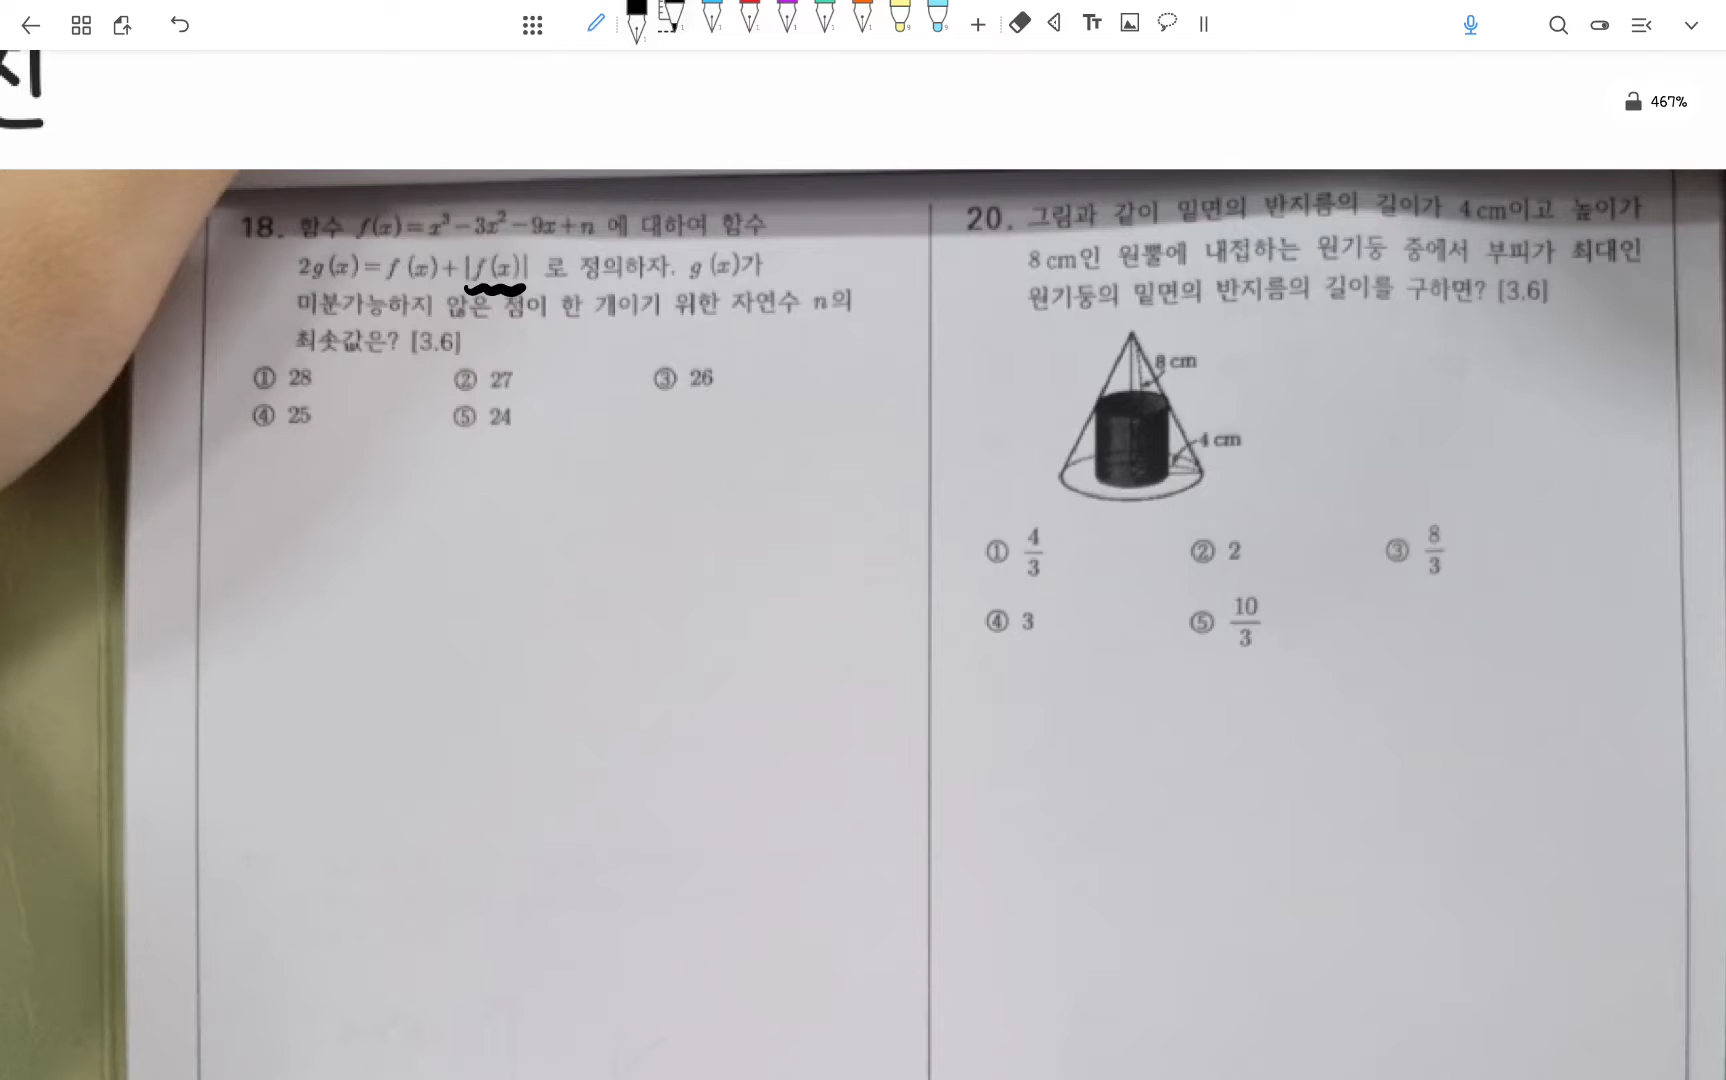 467%
18. 함수 f(x)=x³-3x²-9x+n 에 대하여 함수
2g(x)=f(x)+|f(x)| 로 정의하자. g(x)가
미분가능하지 않은 점이 한 개이기 위한 자연수 n의
최솟값은? [3.6]
① 28 ② 27 ③ 26
④ 25 ⑤ 24
20. 그림과 같이 밑면의 반지름의 길이가 4cm이고 높이가
8cm인 원뿔에 내접하는 원기둥 중에서 부피가 최대인
원기둥의 밑면의 반지름의 길이를 구하면? [3.6]
8 cm
4 cm
① 4/3 ② 2 ③ 8/3
④ 3 ⑤ 10/3